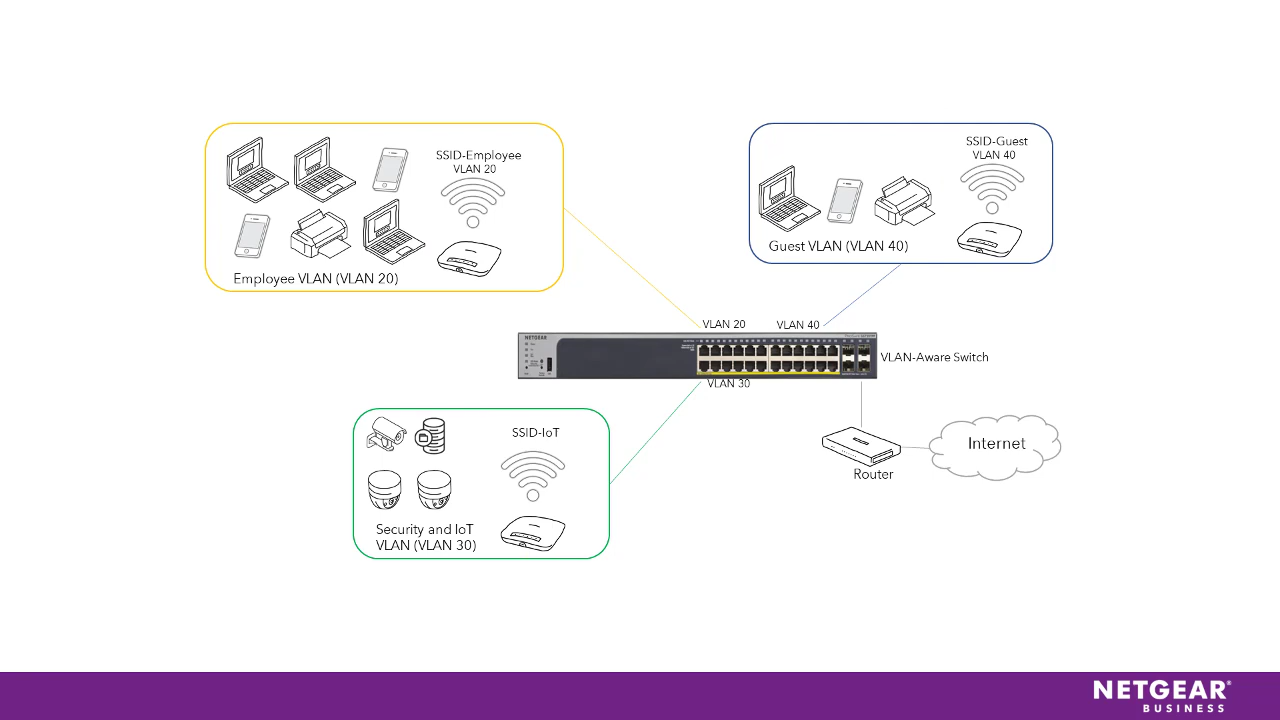 SSID-Employee
VLAN 20
Employee VLAN (VLAN 20)
SSID-Guest
VLAN 40
Guest VLAN (VLAN 40)
VLAN 20
VLAN 40
NETGEAR
VLAN-Aware Switch
VLAN 30
SSID-IoT
Security and IoT
VLAN (VLAN 30)
Internet
Router
NETGEAR®
BUSINESS